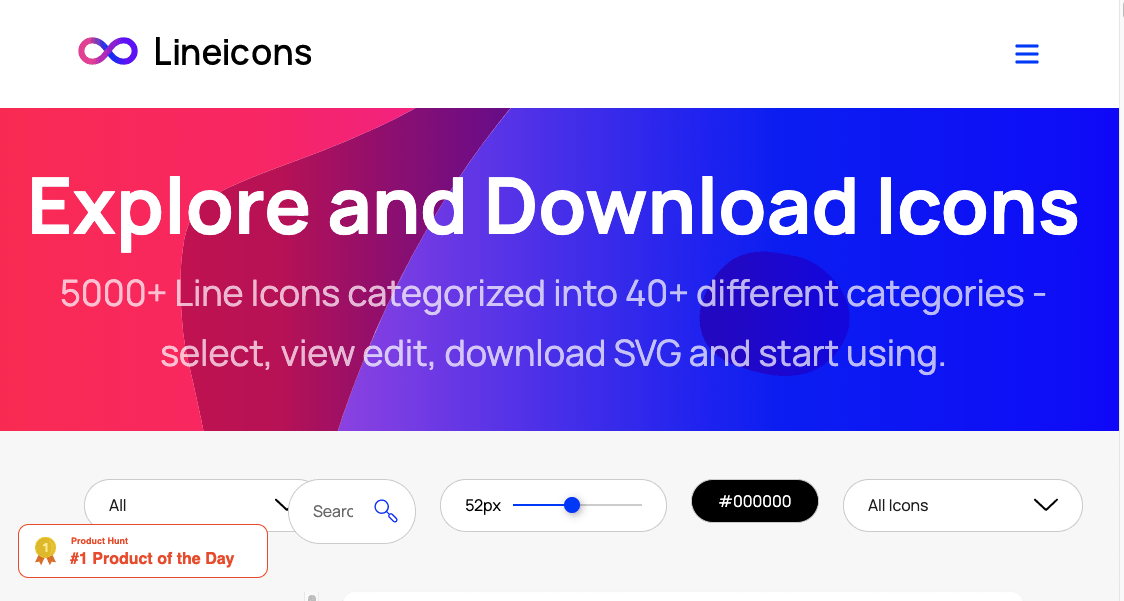 Lineicons
Explore and Download Icons
5000+ Line Icons categorized into 40+ different categories -
select, view edit, download SVG and start using.
All
Searc
52px
#000000
All Icons
1
Product Hunt
#1 Product of the Day